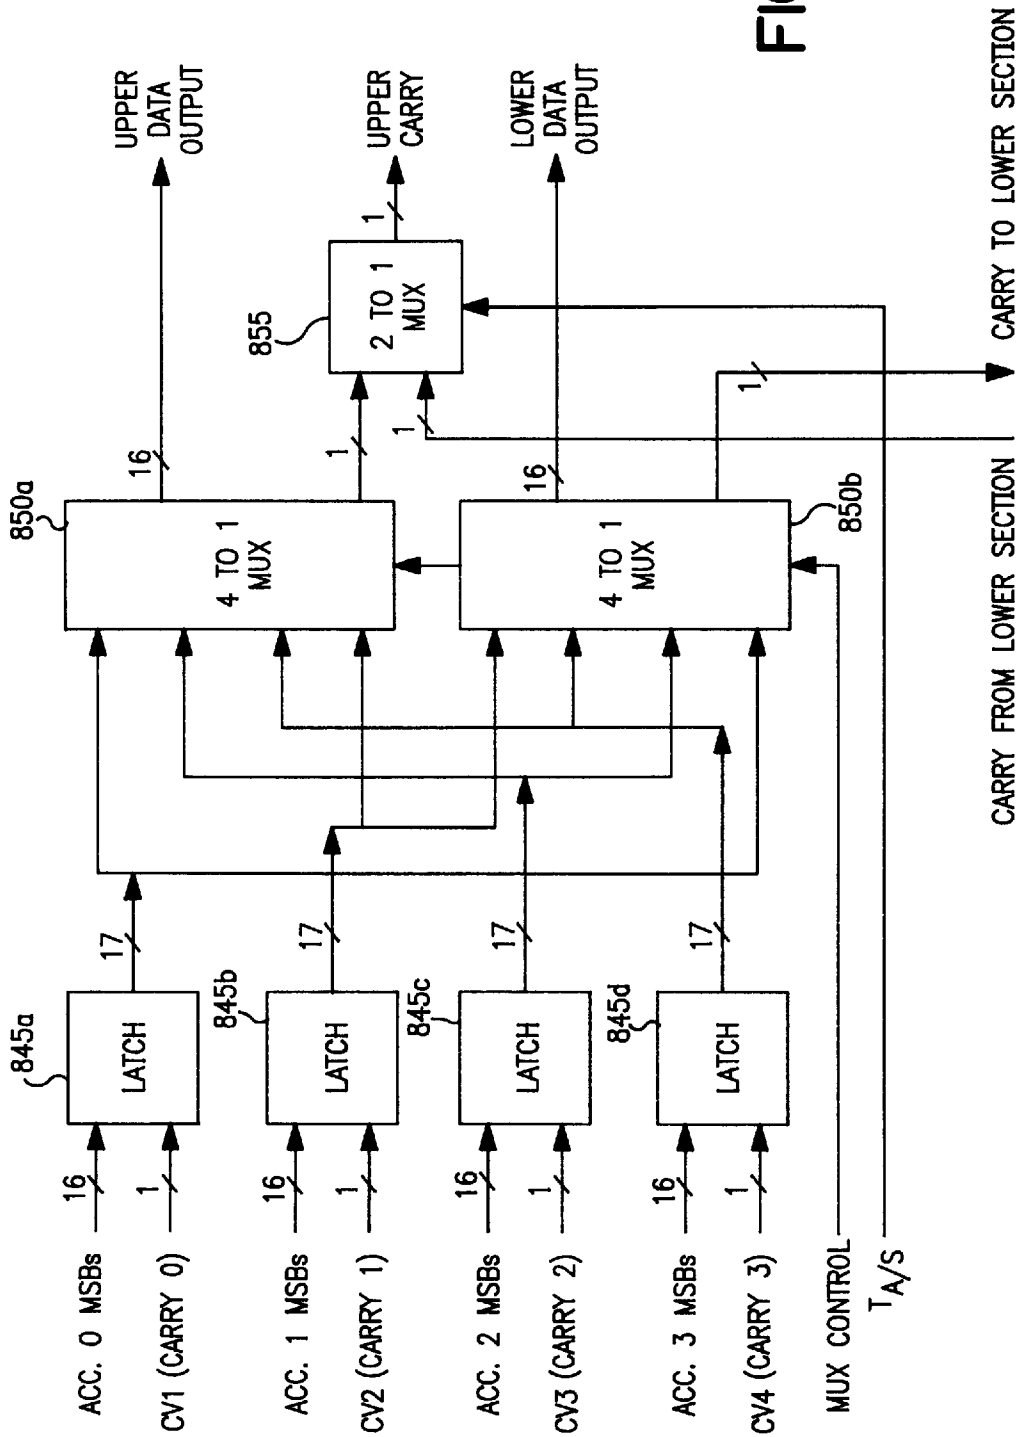 845a
850a
UPPER
DATA
OUTPUT
ACC. 0 MSBs
16
LATCH
17
16
CV1 (CARRY 0)
1
4 TO 1
MUX
855
845b
ACC. 1 MSBs
16
LATCH
17
1
2 TO 1
MUX
1
UPPER
CARRY
CV2 (CARRY 1)
1
1
845c
ACC. 2 MSBs
16
LATCH
17
16
LOWER
DATA
OUTPUT
CV3 (CARRY 2)
1
4 TO 1
MUX
845d
ACC. 3 MSBs
16
LATCH
17
CV4 (CARRY 3)
1
1
850b
MUX CONTROL
TA/S
CARRY FROM LOWER SECTION
CARRY TO LOWER SECTION